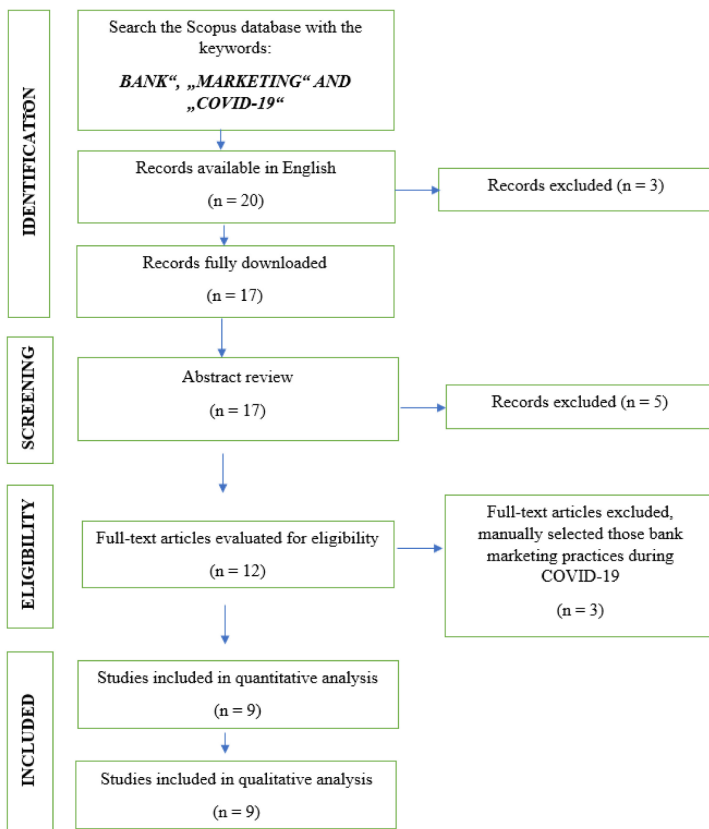 IDENTIFICATION
Search the Scopus database with the
keywords:
BANK“, „MARKETING“ AND
„COVID-19“
Records available in English
(n = 20)
Records excluded (n = 3)
Records fully downloaded
(n = 17)
SCREENING
Abstract review
(n = 17)
Records excluded (n = 5)
ELIGIBILITY
Full-text articles evaluated for eligibility
(n = 12)
Full-text articles excluded,
manually selected those bank
marketing practices during
COVID-19
(n = 3)
INCLUDED
Studies included in quantitative analysis
(n = 9)
Studies included in qualitative analysis
(n = 9)